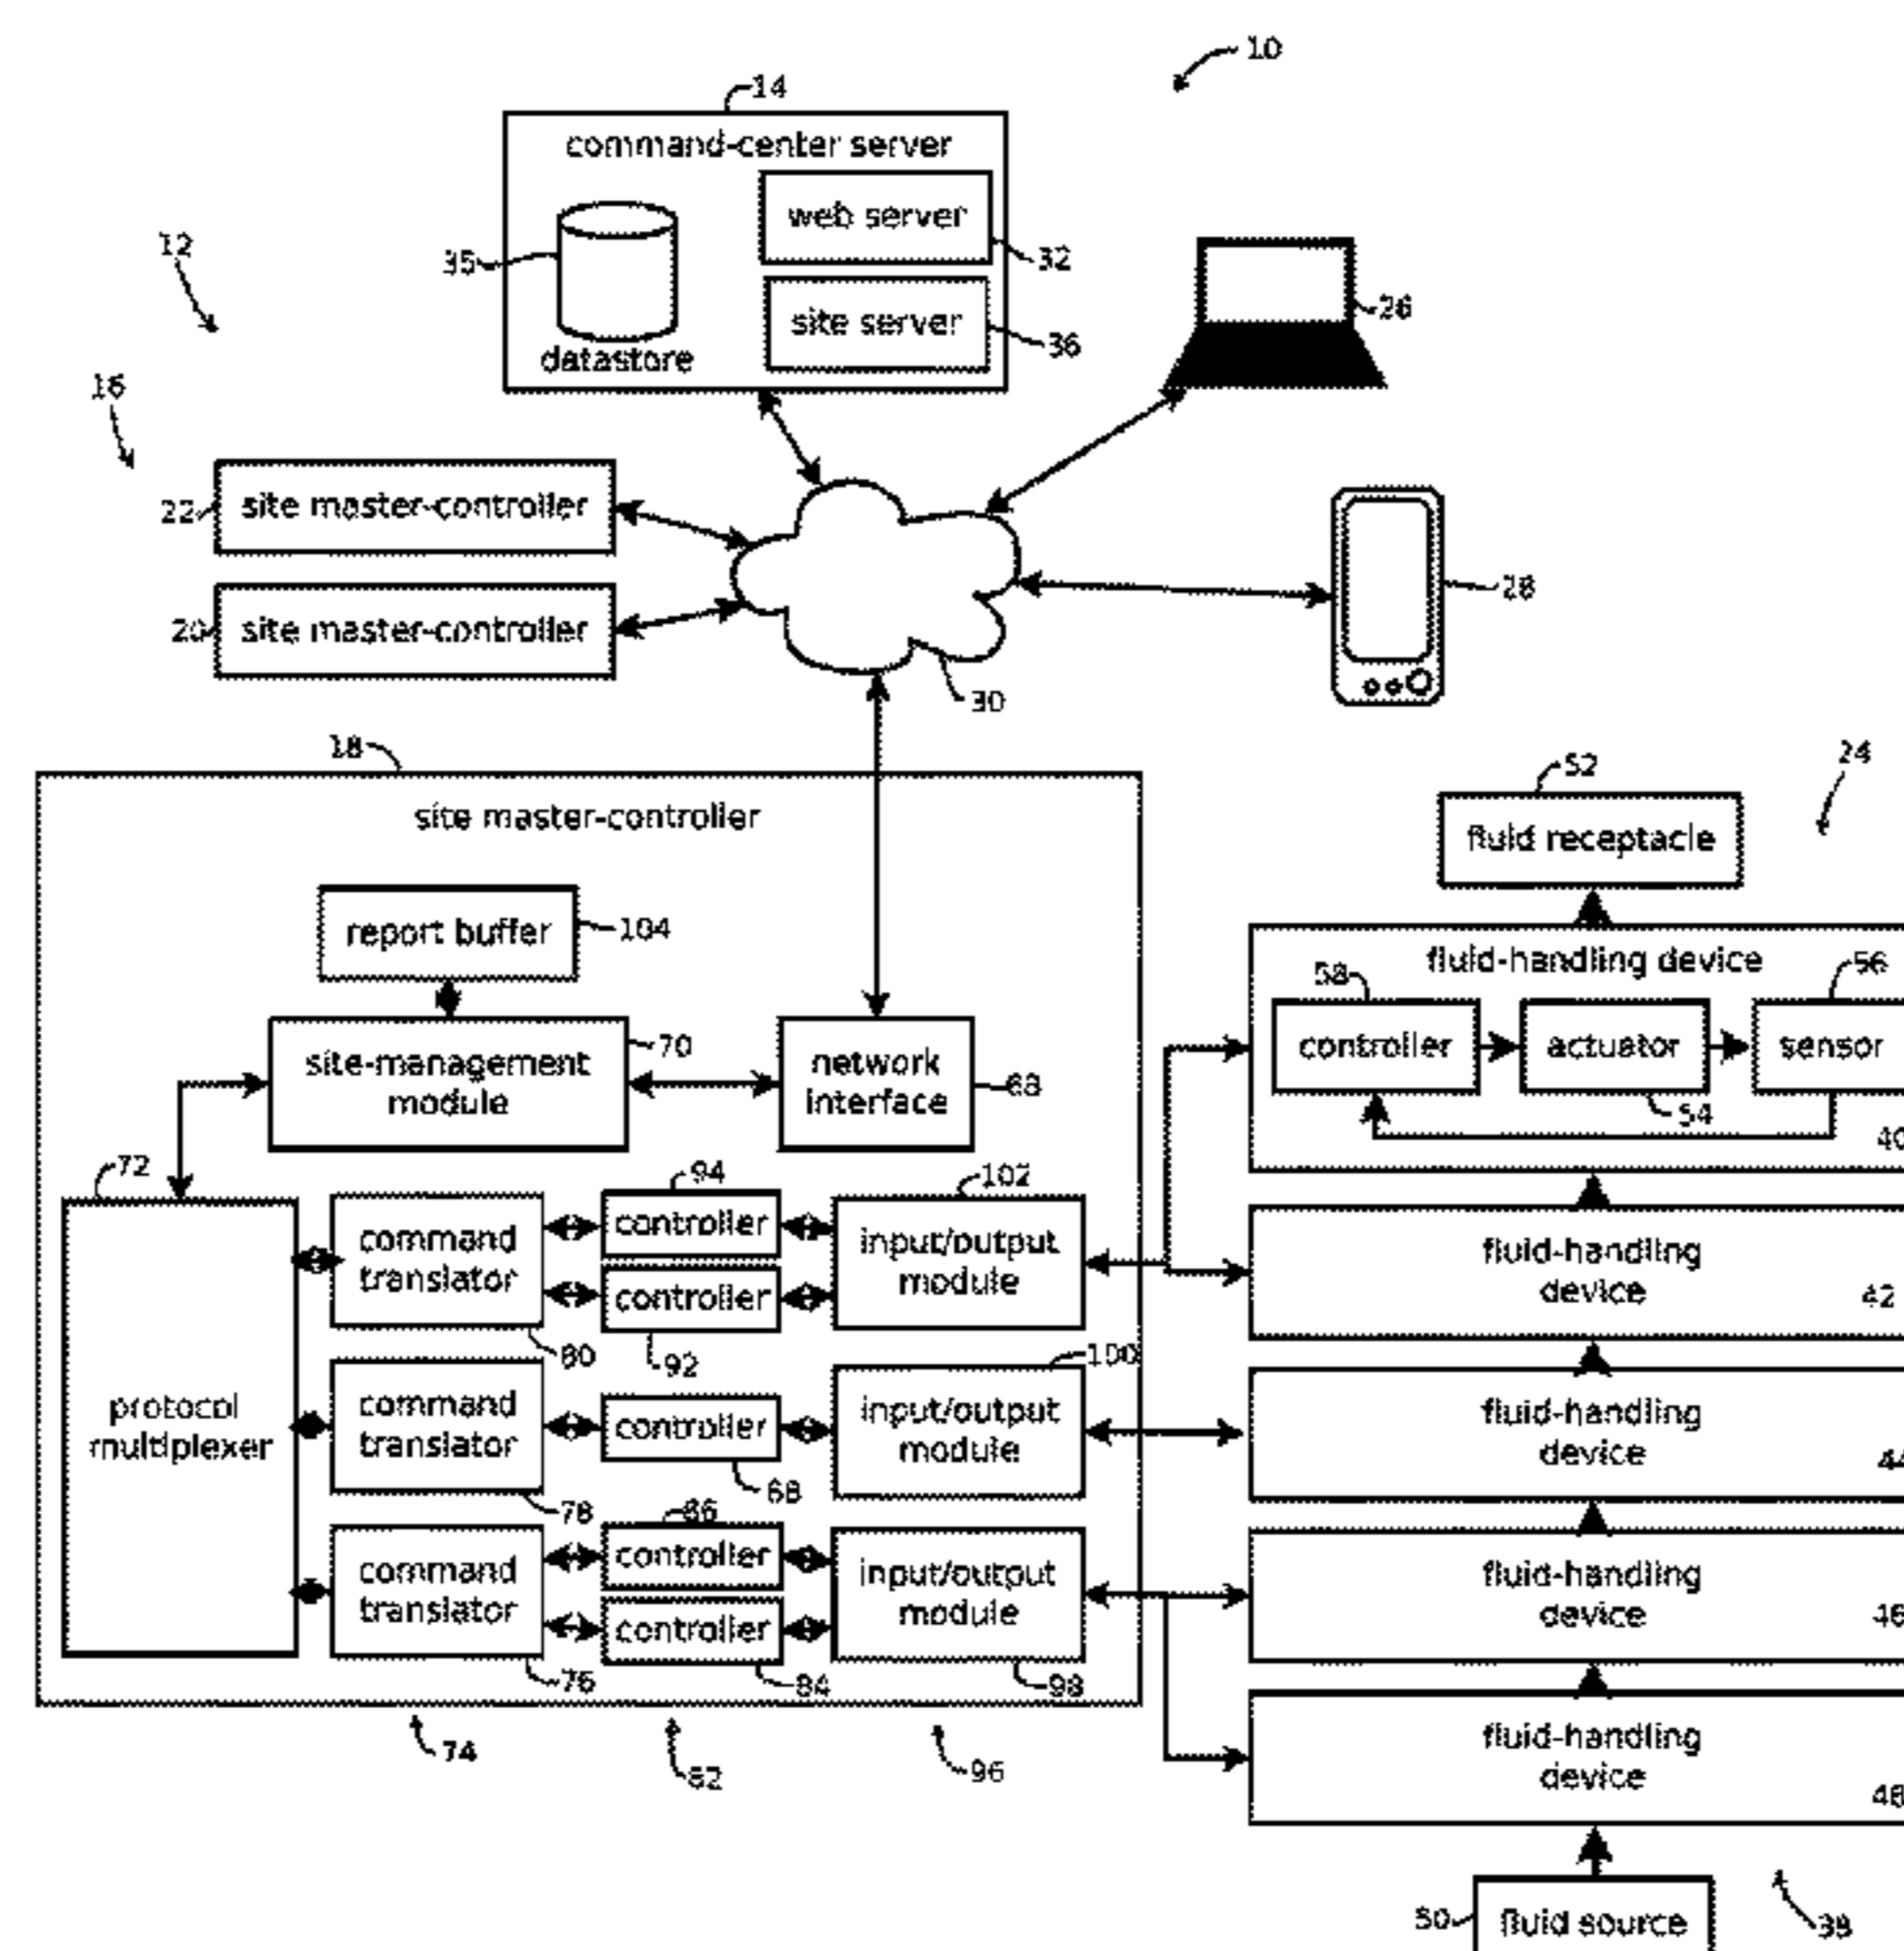 10
14
command-center server
web server
32
35
12
site server
36
datastore
26
16
22
site master-controller
20
site master-controller
28
30
18
site master-controller
52
24
fluid receptacle
report buffer
104
fluid-handling device
58
56
controller
actuator
sensor
54
40
site-management
module
70
network
interface
68
72
protocol
multiplexer
command
translator
80
94
controller
controller
92
102
input/output
module
fluid-handling
device
42
command
translator
78
controller
100
input/output
module
fluid-handling
device
44
command
translator
76
86
controller
controller
84
input/output
module
98
fluid-handling
device
46
74
82
96
fluid-handling
device
48
50
fluid source
38